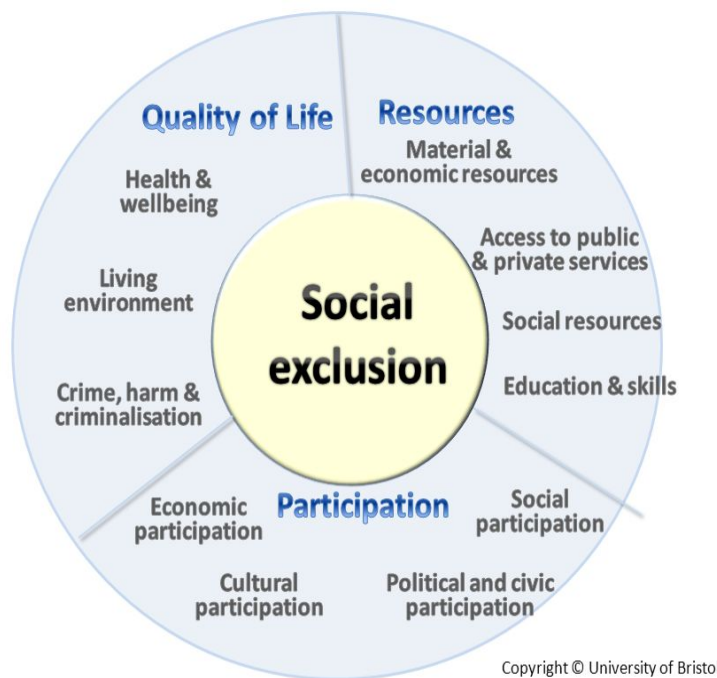 Quality of Life
Health &
wellbeing
Living
environment
Crime, harm &
criminalisation
Resources
Material &
economic resources
Access to public
& private services
Social resources
Education & skills
Social
exclusion
Participation
Economic
participation
Cultural
participation
Political and civic
participation
Social
participation
Copyright © University of Bristo